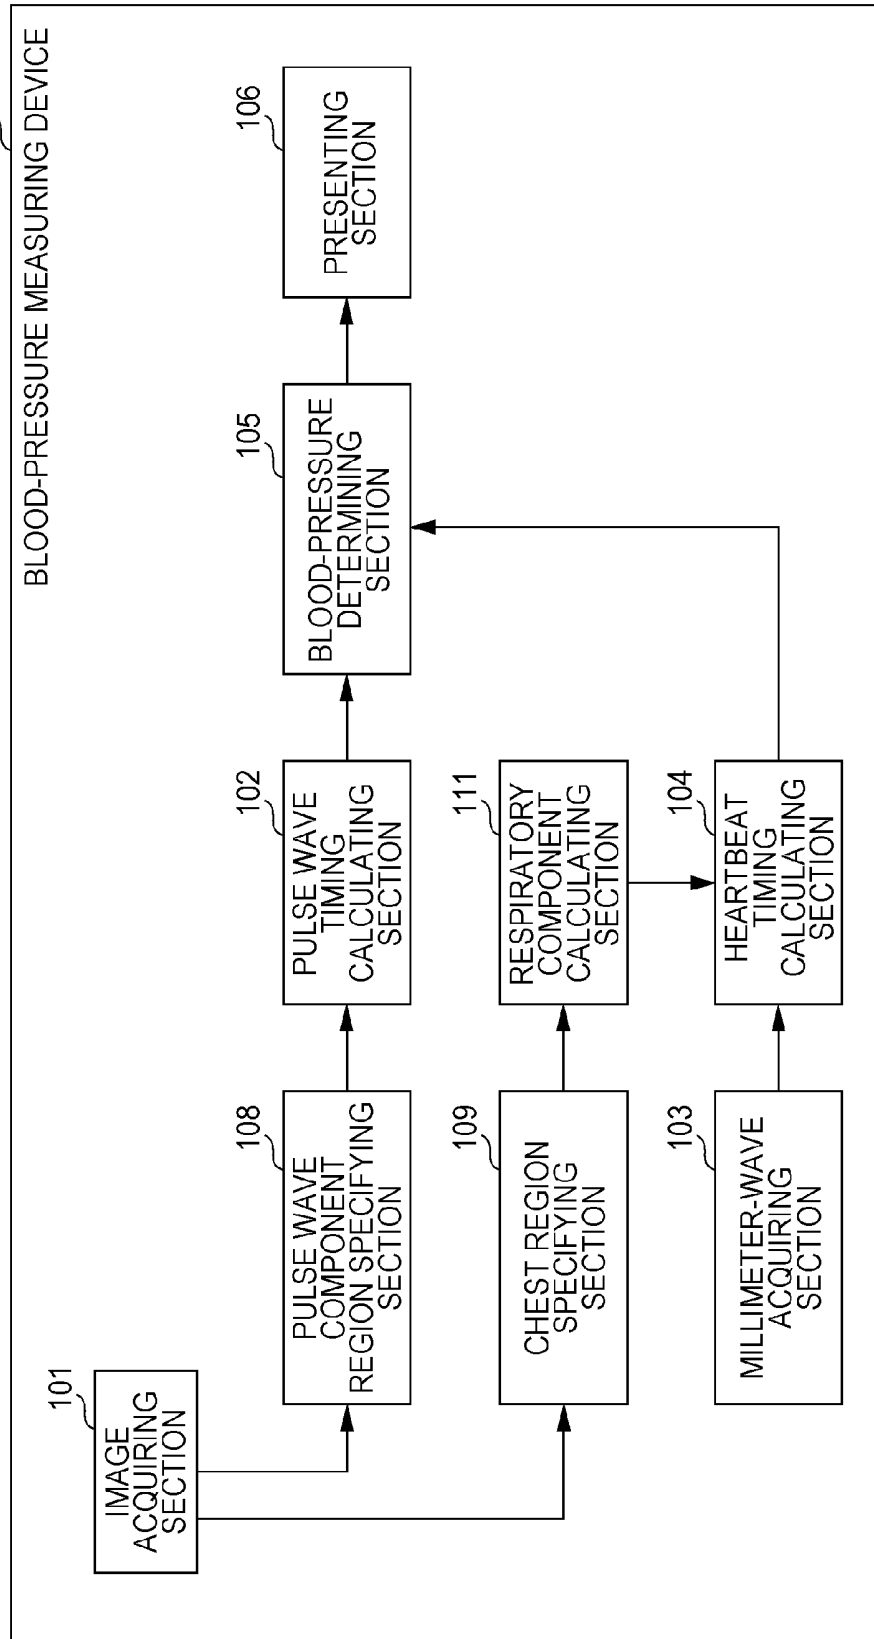 BLOOD-PRESSURE MEASURING DEVICE
101
IMAGE
ACQUIRING
SECTION
108
PULSE WAVE
COMPONENT
REGION SPECIFYING
SECTION
102
PULSE WAVE
TIMING
CALCULATING
SECTION
105
BLOOD-PRESSURE
DETERMINING
SECTION
106
PRESENTING
SECTION
109
CHEST REGION
SPECIFYING
SECTION
111
RESPIRATORY
COMPONENT
CALCULATING
SECTION
103
MILLIMETER-WAVE
ACQUIRING
SECTION
104
HEARTBEAT
TIMING
CALCULATING
SECTION